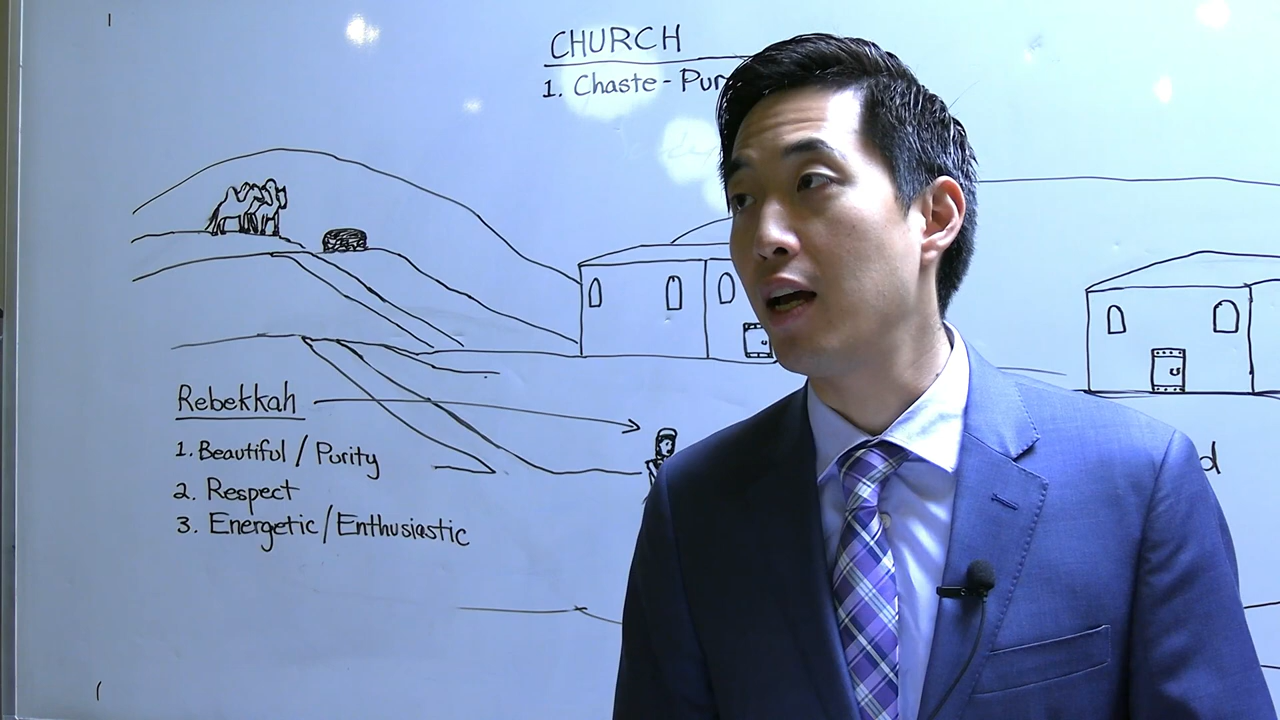 CHURCH
1. Chaste - Pur
Rebekkah
1. Beautiful / Purity
2. Respect
3. Energetic/Enthusiastic
d